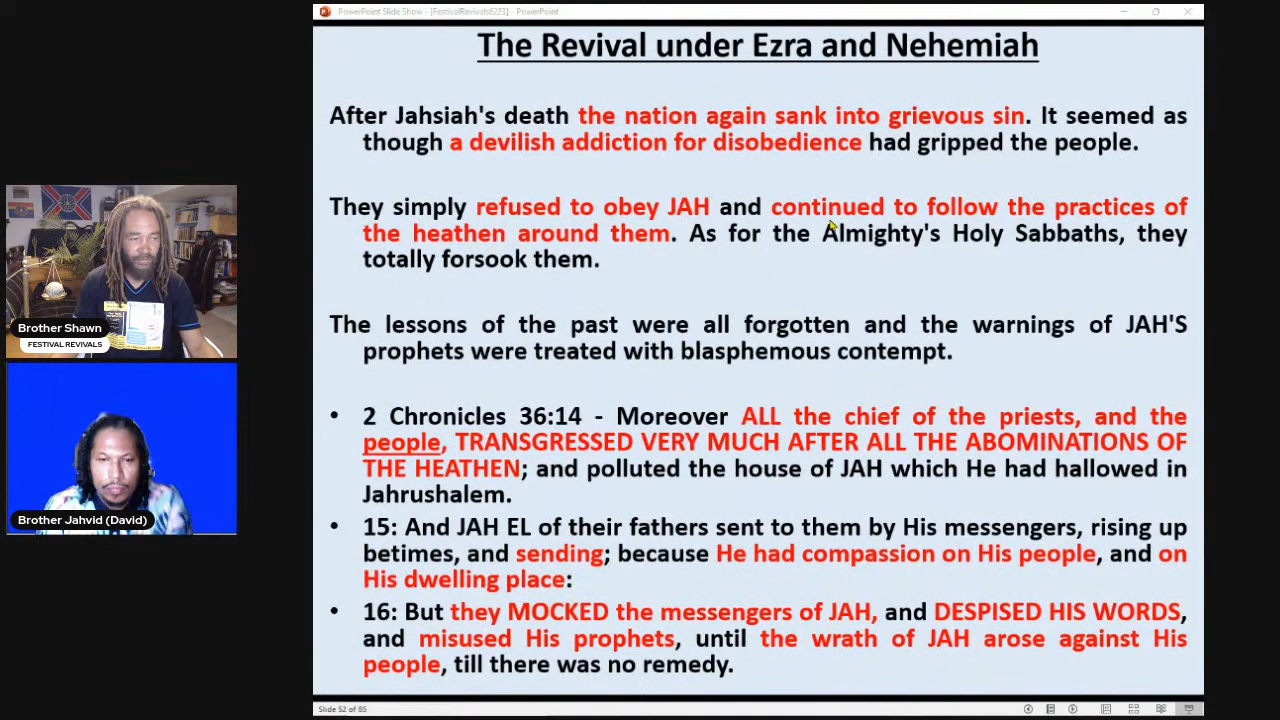 PowerPoint Slide Show - [FestivalRevivals6223] - PowerPoint
The Revival under Ezra and Nehemiah
After Jahsiah's death the nation again sank into grievous sin. It seemed as
though a devilish addiction for disobedience had gripped the people.
They simply refused to obey JAH and continued to follow the practices of
the heathen around them. As for the Almighty's Holy Sabbaths, they
totally forsook them.
The lessons of the past were all forgotten and the warnings of JAH'S
prophets were treated with blasphemous contempt.
• 2 Chronicles 36:14 - Moreover ALL the chief of the priests, and the
people, TRANSGRESSED VERY MUCH AFTER ALL THE ABOMINATIONS OF
THE HEATHEN; and polluted the house of JAH which He had hallowed in
Jahrushalem.
• 15: And JAH EL of their fathers sent to them by His messengers, rising up
betimes, and sending; because He had compassion on His people, and on
His dwelling place:
• 16: But they MOCKED the messengers of JAH, and DESPISED HIS WORDS,
and misused His prophets, until the wrath of JAH arose against His
people, till there was no remedy.
Slide 52 of 85
Brother Shawn
FESTIVAL REVIVALS
Brother Jahvid (David)